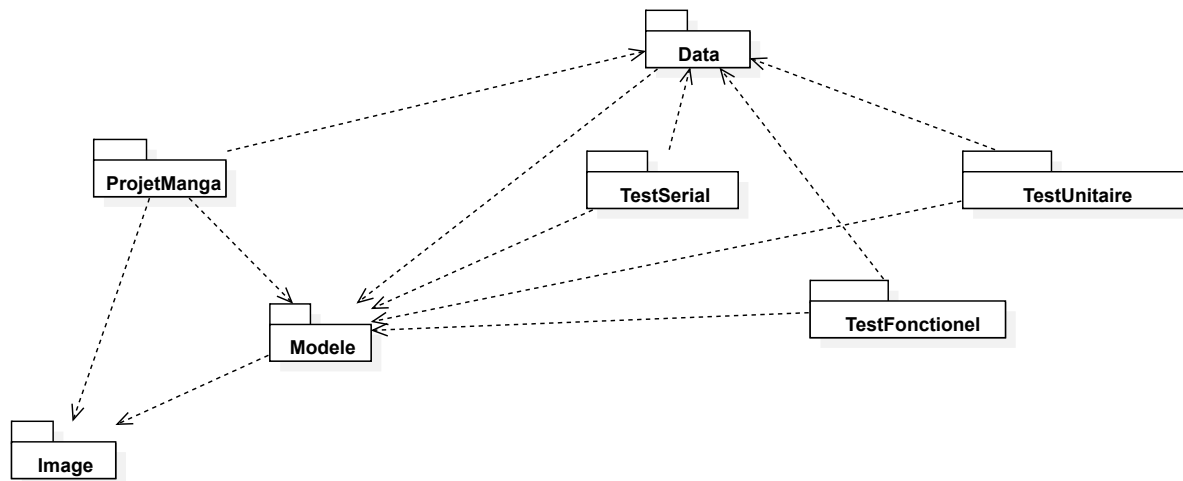 Data
ProjetManga
TestSerial
TestUnitaire
TestFonctionel
Modele
Image